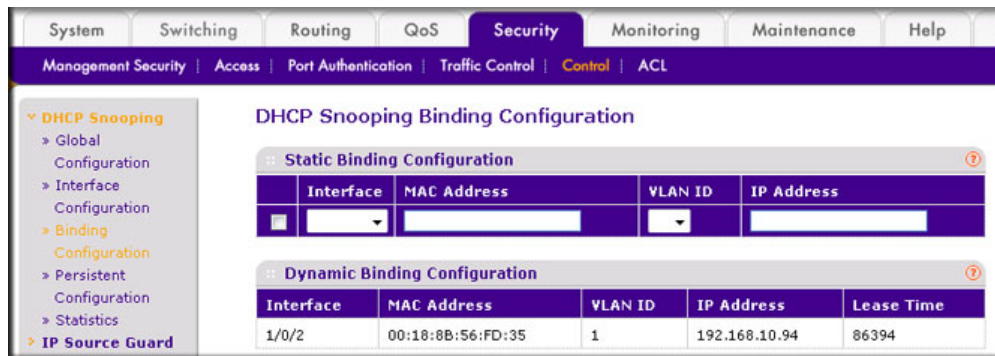 System Switching Routing QoS Security Monitoring Maintenance Help
Management Security | Access | Port Authentication | Traffic Control | Control | ACL
DHCP Snooping
» Global
Configuration
» Interface
Configuration
» Binding
Configuration
» Persistent
Configuration
» Statistics
IP Source Guard
DHCP Snooping Binding Configuration
Static Binding Configuration ?
Interface MAC Address VLAN ID IP Address
Dynamic Binding Configuration ?
Interface MAC Address VLAN ID IP Address Lease Time
1/0/2 00:18:8B:56:FD:35 1 192.168.10.94 86394